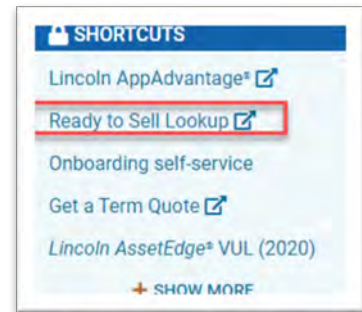 SHORTCUTS
Lincoln AppAdvantage®
Ready to Sell Lookup
Onboarding self-service
Get a Term Quote
Lincoln AssetEdge® VUL (2020)
+ SHOW MORE